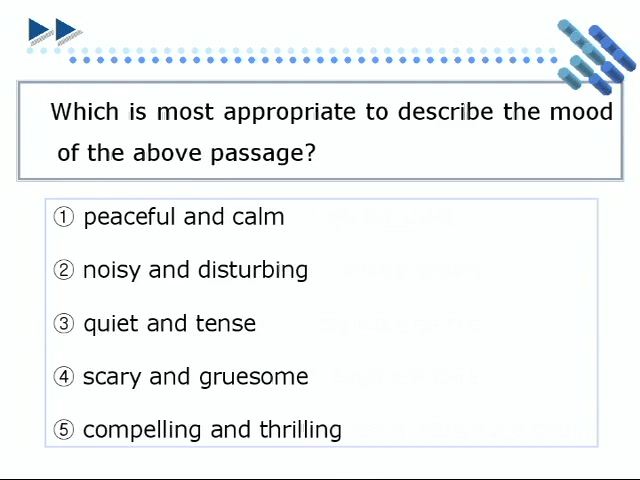 Which is most appropriate to describe the mood
of the above passage?
① peaceful and calm
② noisy and disturbing
③ quiet and tense
④ scary and gruesome
⑤ compelling and thrilling